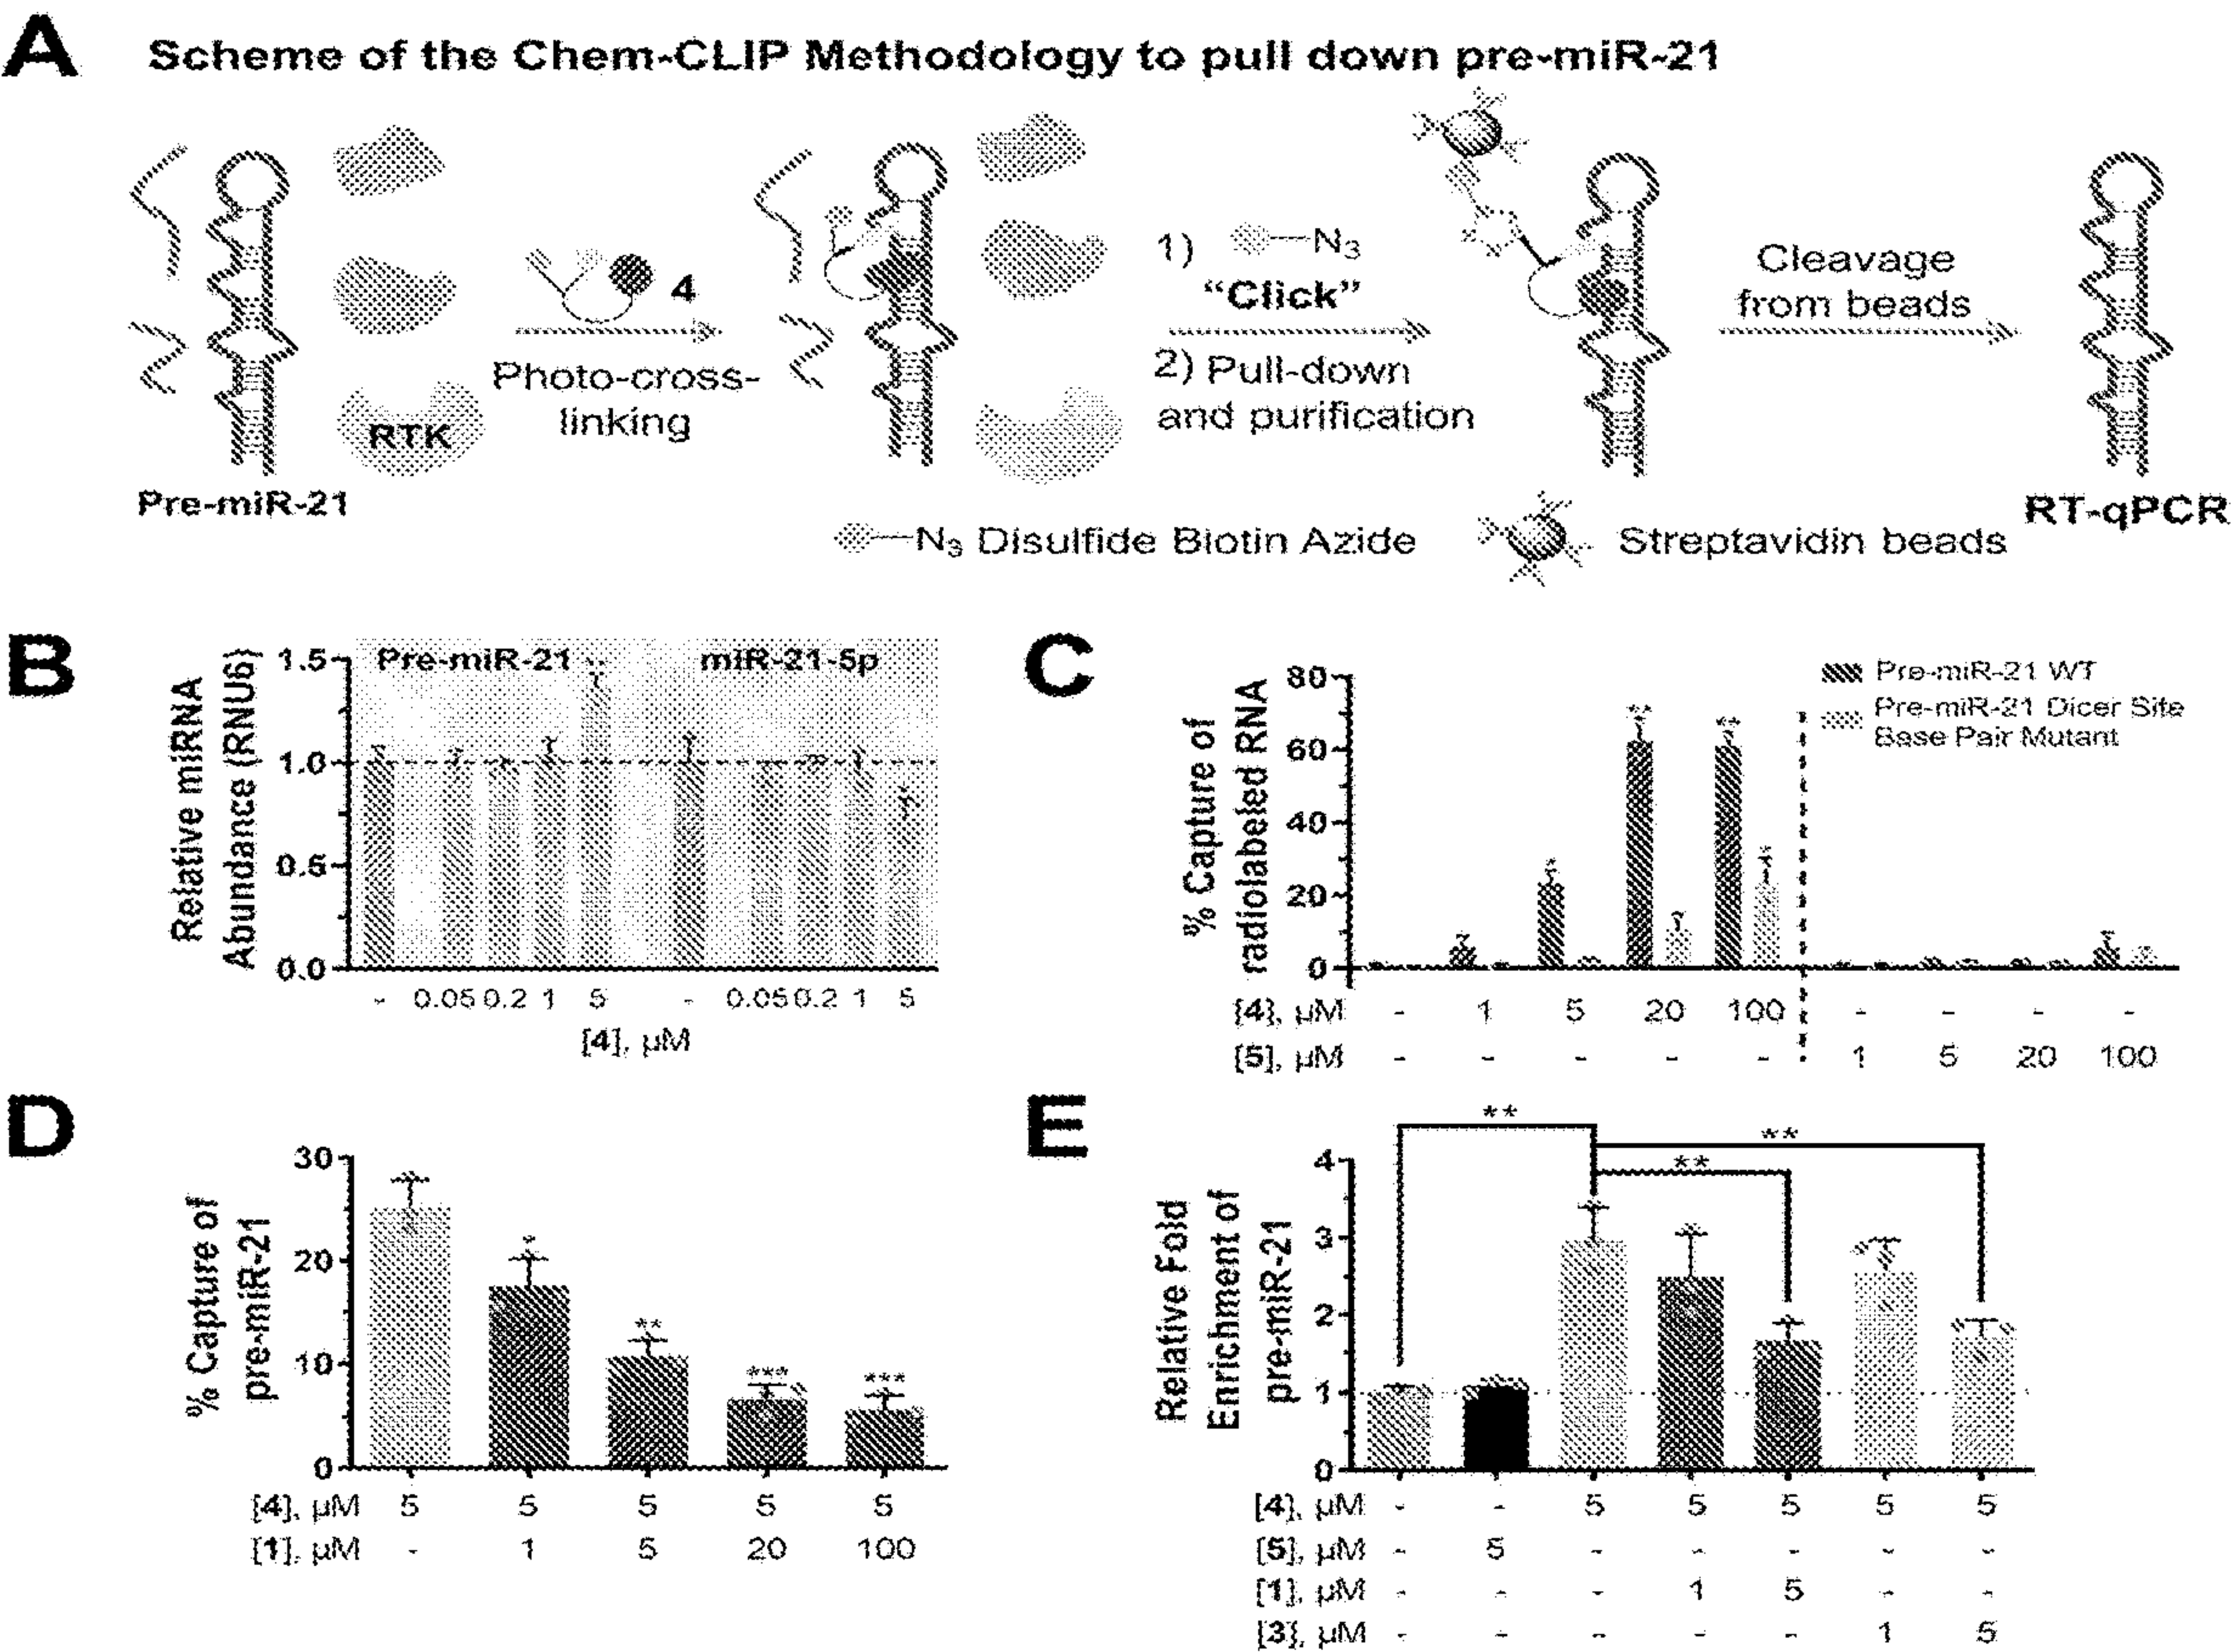 A
Scheme of the Chem-CLIP Methodology to pull down pre-miR-21
RTK
Pre-miR-21
4
Photo-cross-
linking
1) N3
"Click"
2) Pull-down
and purification
Cleavage
from beads
RT-qPCR
N3 Disulfide Biotin Azide
Streptavidin beads
B
Relative miRNA
Abundance (RNU6)
1.5
1.0
0.5
0.0
Pre-miR-21
miR-21-5p
**
*
- 0.05 0.2 1 5 - 0.05 0.2 1 5
[4], µM
C
% Capture of
radiolabeled RNA
80
60
40
20
0
Pre-miR-21 WT
Pre-miR-21 Dicer Site
Base Pair Mutant
** **
* *
[4], µM - 1 5 20 100 - - - -
[5], µM - - - - - 1 5 20 100
D
% Capture of
pre-miR-21
30
20
10
0
* ** *** ***
[4], µM 5 5 5 5 5
[1], µM - 1 5 20 100
E
Relative Fold
Enrichment of
pre-miR-21
4
3
2
1
0
**
**
**
[4], µM - - 5 5 5 5 5
[5], µM - 5 - - - - -
[1], µM - - - 1 5 - -
[3], µM - - - - - 1 5